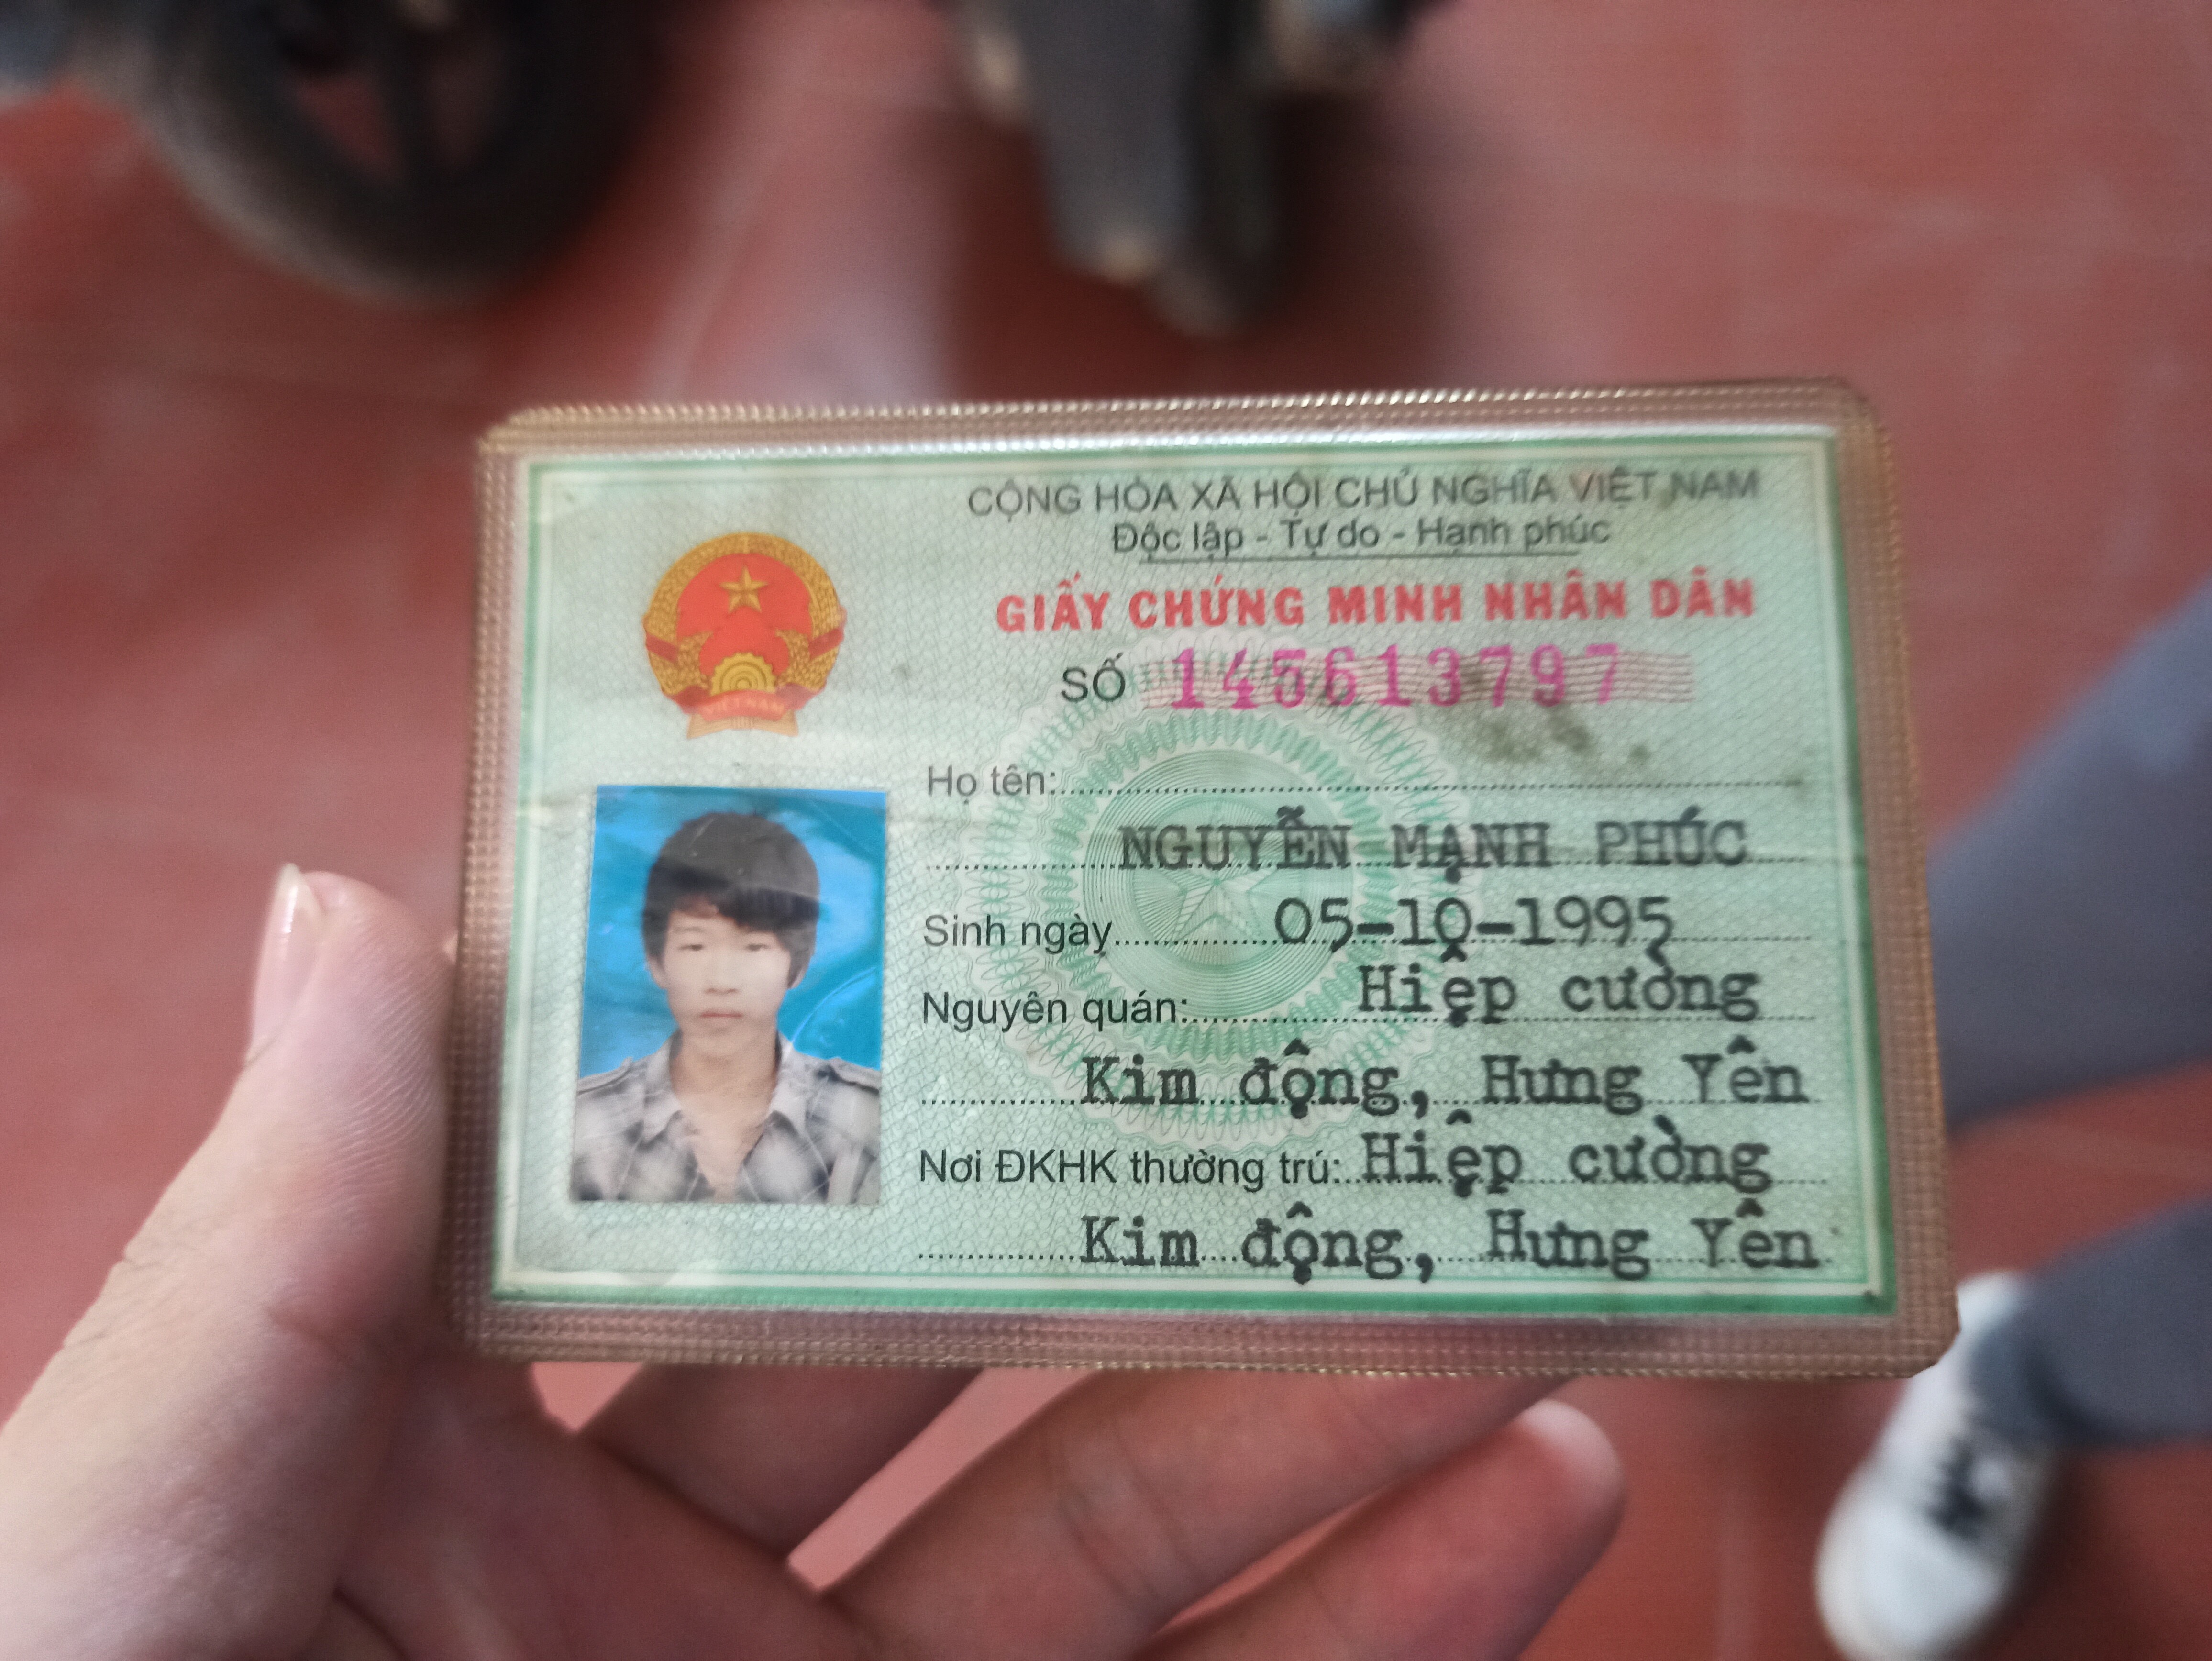 CỘNG HÒA XÃ HỘI CHỦ NGHĨA VIỆT NAM
Độc lập - Tự do - Hạnh phúc
GIẤY CHỨNG MINH NHÂN DÂN
SỐ 145613797
VIỆT NAM
Họ tên:
NGUYỄN MẠNH PHÚC
Sinh ngày 05-10-1995
Nguyên quán: Hiệp cường
Kim động, Hưng Yên
Nơi ĐKHK thường trú: Hiệp cường
Kim động, Hưng Yên